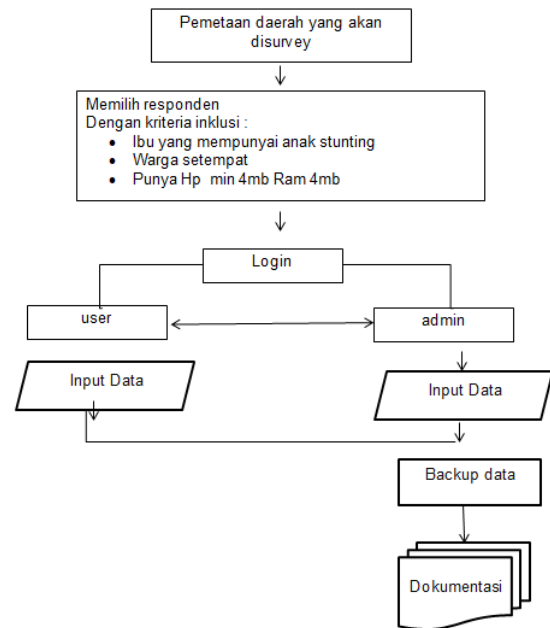 Pemetaan daerah yang akan
disurvey
Memilih responden
Dengan kriteria inklusi :
• Ibu yang mempunyai anak stunting
• Warga setempat
• Punya Hp min 4mb Ram 4mb
Login
user
admin
Input Data
Input Data
Backup data
Dokumentasi